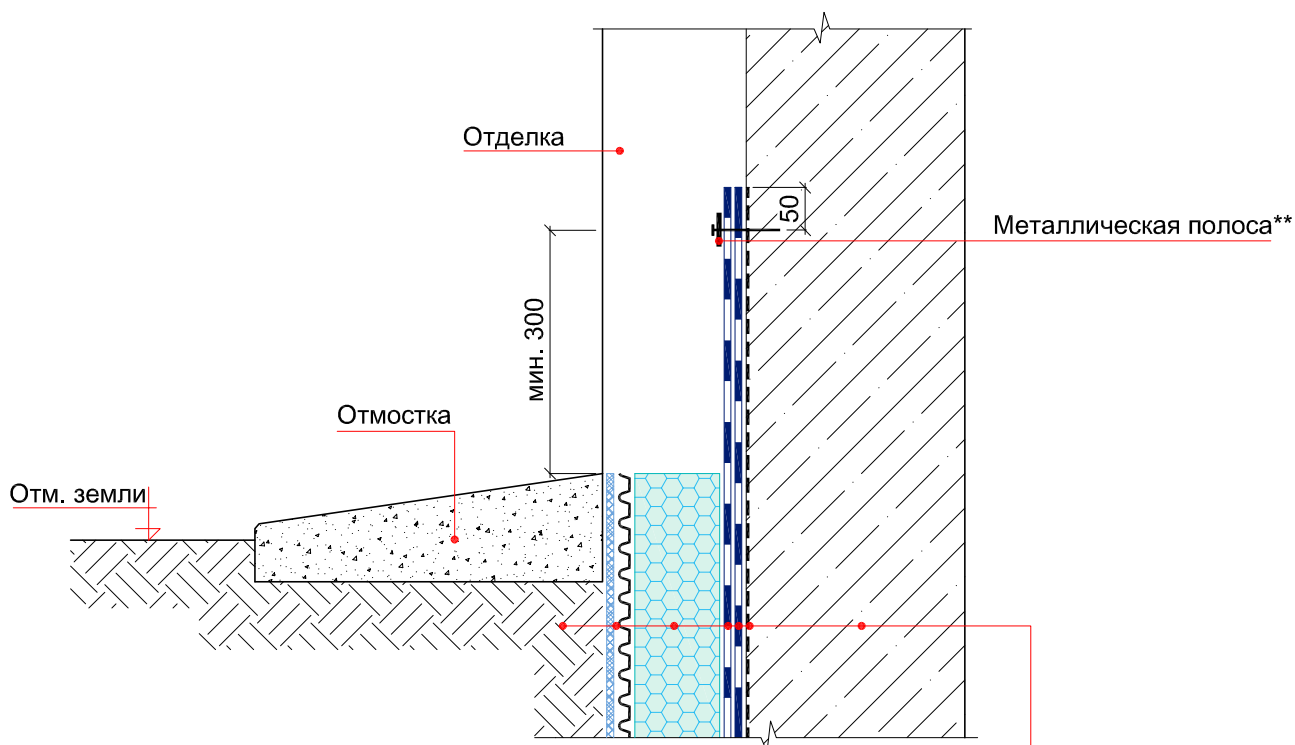 Отделка
50
Металлическая полоса**
мин. 300
Отмостка
Отм. земли